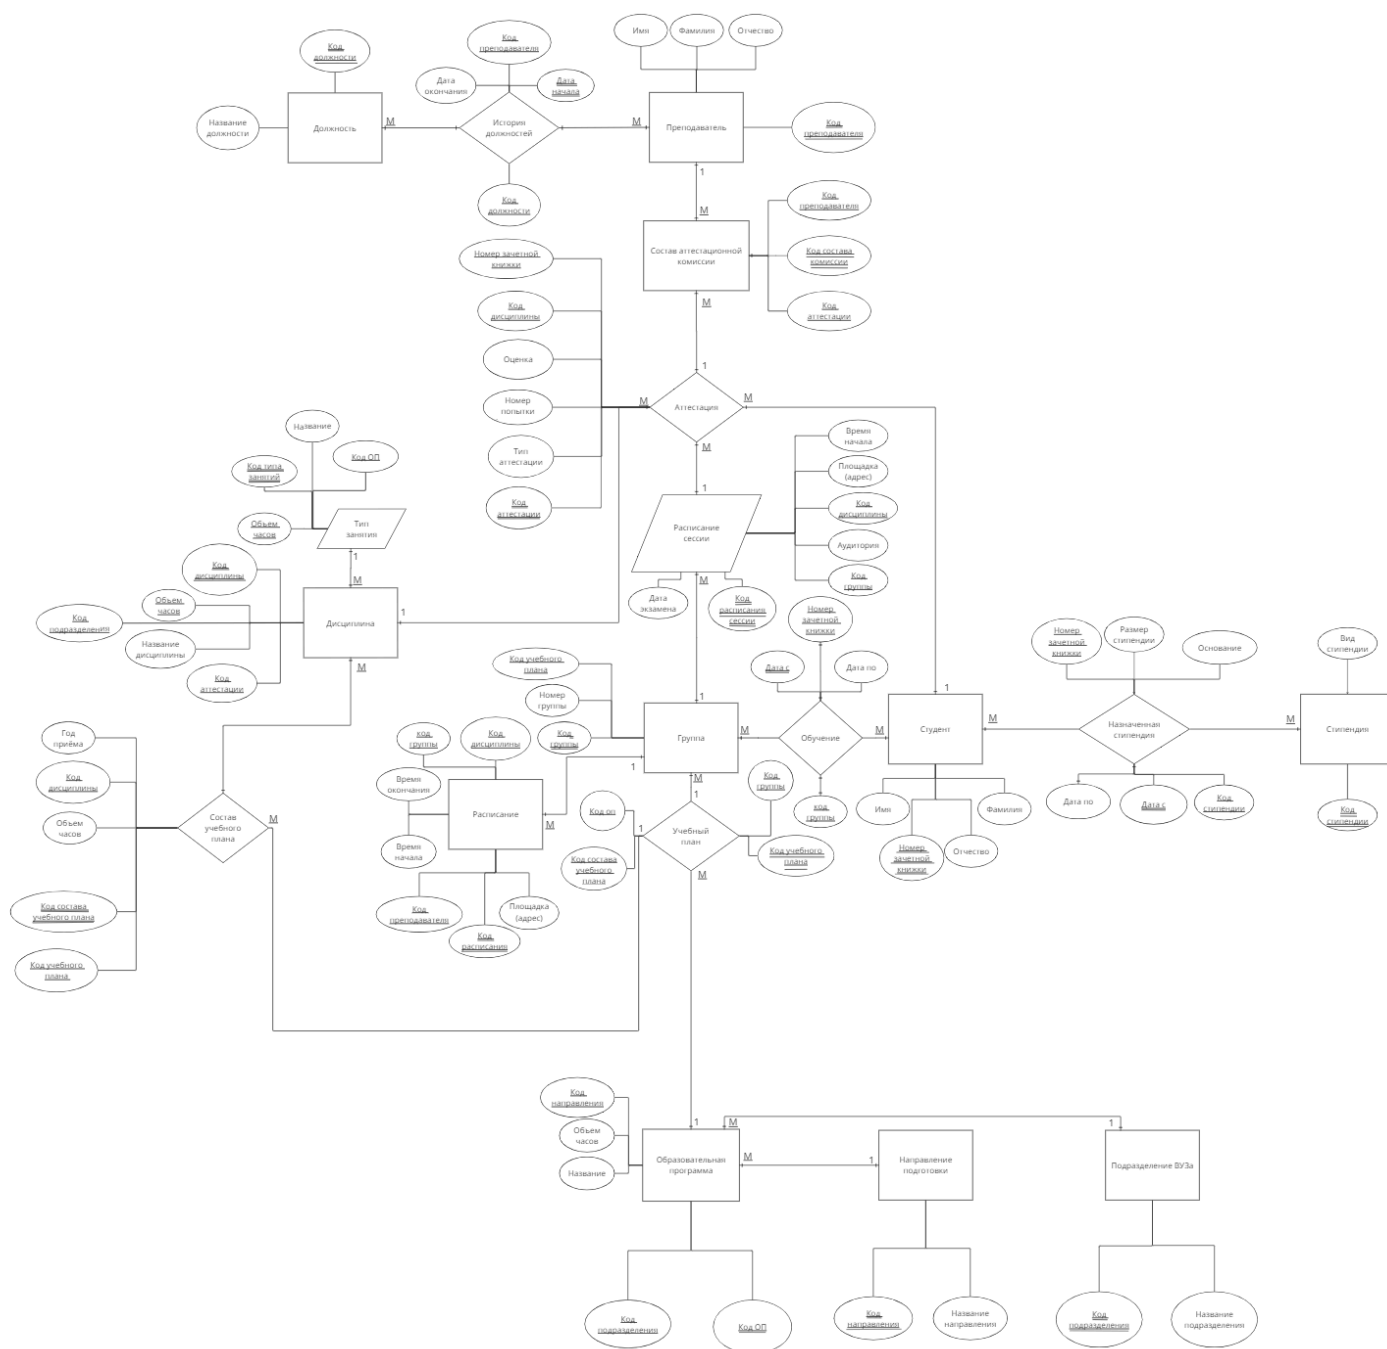 Имя
Фамилия
Отчество
Код
преподавателя
Код
должности
Дата
окончания
Дата
начала
Название
должности
Должность
М
История
должностей
М
Преподаватель
Код
преподавателя
1
Код
должности
М
Код
преподавателя
Состав аттестационной
комиссии
Код состава
комиссии
Номер зачетной
книжки
М
Код
аттестации
Код
дисциплины
Оценка
1
М
М
Номер
попытки
Аттестация
Название
Время
начала
М
Код ОП
Тип
аттестации
Код типа
занятий
Площадка
(адрес)
1
Код
аттестации
Код
дисциплины
Объем
часов
Тип
занятия
Расписание
сессии
Аудитория
1
Код
дисциплины
М
М
Код
группы
Объем
часов
Дата
экзамена
Код
расписания
сессии
Номер
зачетной
книжки
Код
подразделения
Дисциплина
1
Название
дисциплины
Номер
зачетной
книжки
Размер
стипендии
Основание
Вид
стипендии
Код учебного
плана
Дата с
Дата по
М
Код
аттестации
Номер
группы
1
1
Год
приёма
код
группы
Код
дисциплины
Код
группы
Группа
М
Обучение
М
Студент
М
Назначенная
стипендия
М
Стипендия
1
Код
дисциплины
Время
окончания
М
Код
группы
Дата по
Дата с
Код
стипендии
Имя
Фамилия
Код
стипендии
Код оп
1
код
группы
Объем
часов
М
Состав
учебного
плана
Расписание
М
1
Учебный
план
Время
начала
Код состава
учебного
плана
Код учебного
плана
Номер
зачетной
книжки
Отчество
М
Код состава
учебного плана
Код
преподавателя
Площадка
(адрес)
Код
расписания
Код учебного
плана
Код
направления
1
М
1
Объем
часов
Образовательная
программа
М
1
Направление
подготовки
Подразделение ВУЗа
Название
Код
подразделения
Код ОП
Код
направления
Название
направления
Код
подразделения
Название
подразделения